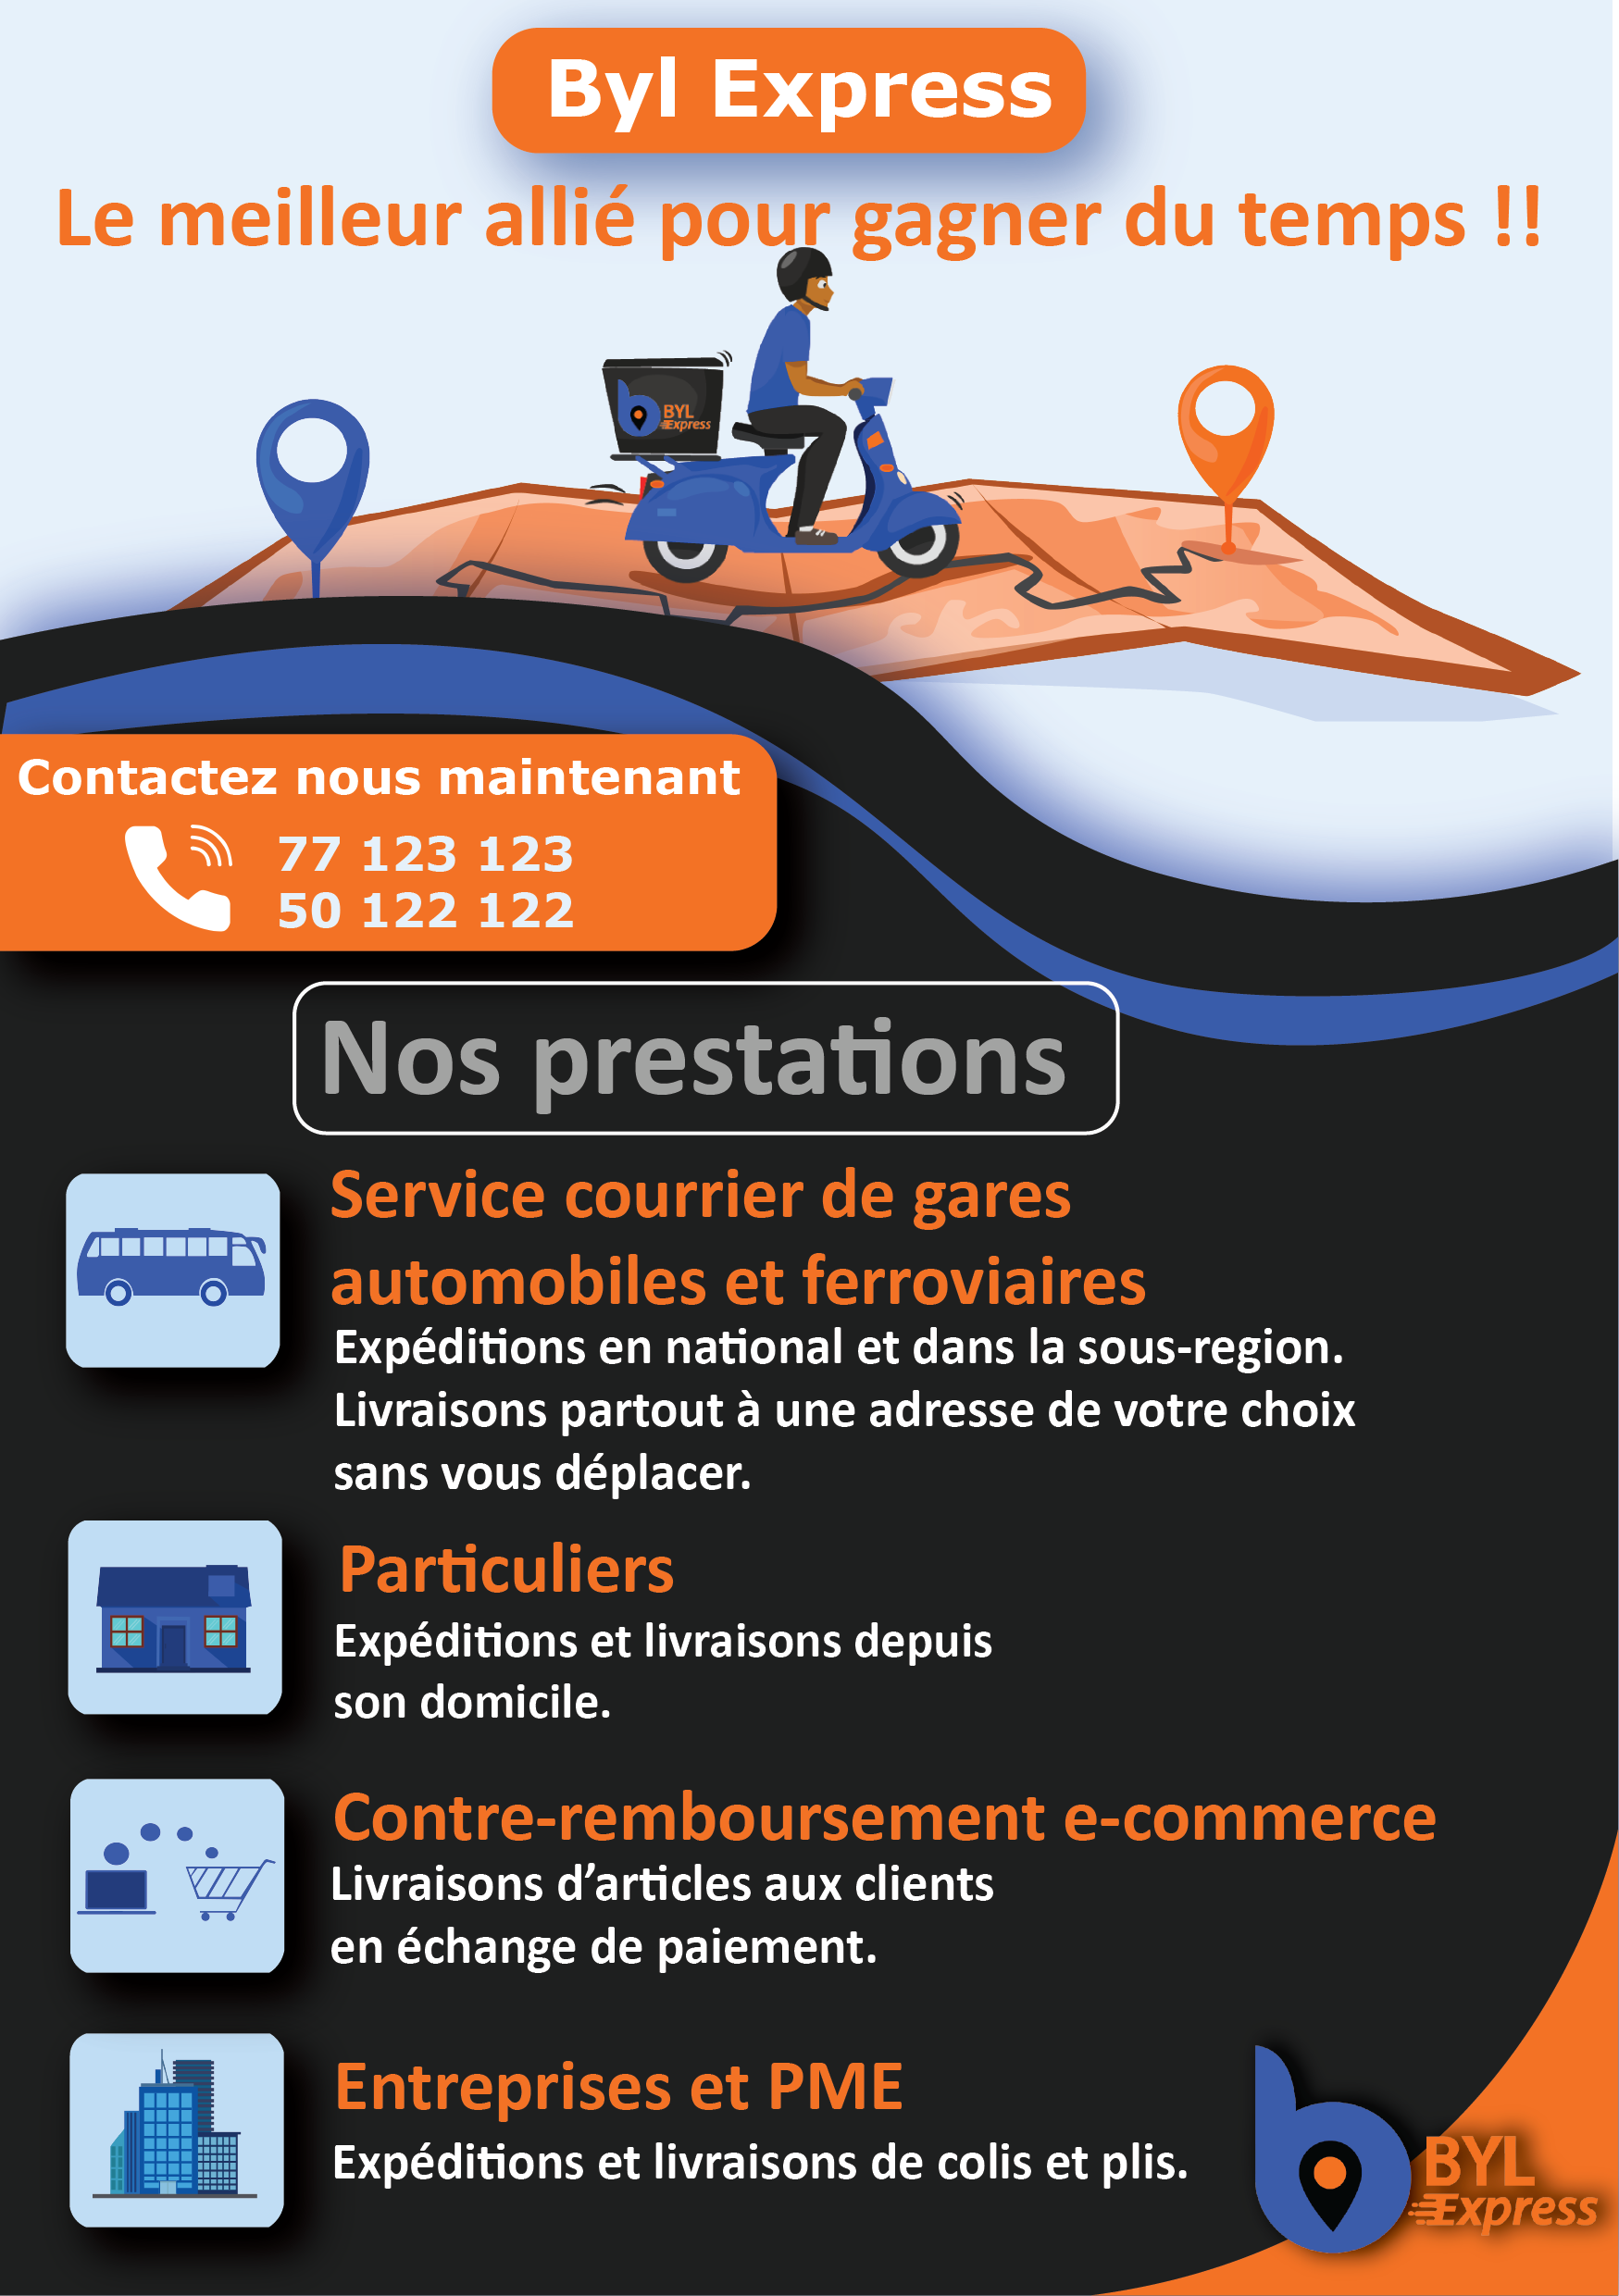 Byl Express
Le meilleur allié pour gagner du temps !!
BYL
Express
Contactez nous maintenant
77 123 123
50 122 122
Nos prestations
Service courrier de gares
automobiles et ferroviaires
Expéditions en national et dans la sous-region.
Livraisons partout à une adresse de votre choix
sans vous déplacer.
Particuliers
Expéditions et livraisons depuis
son domicile.
Contre-remboursement e-commerce
Livraisons d’articles aux clients
en échange de paiement.
Entreprises et PME
Expéditions et livraisons de colis et plis.
BYL
Express